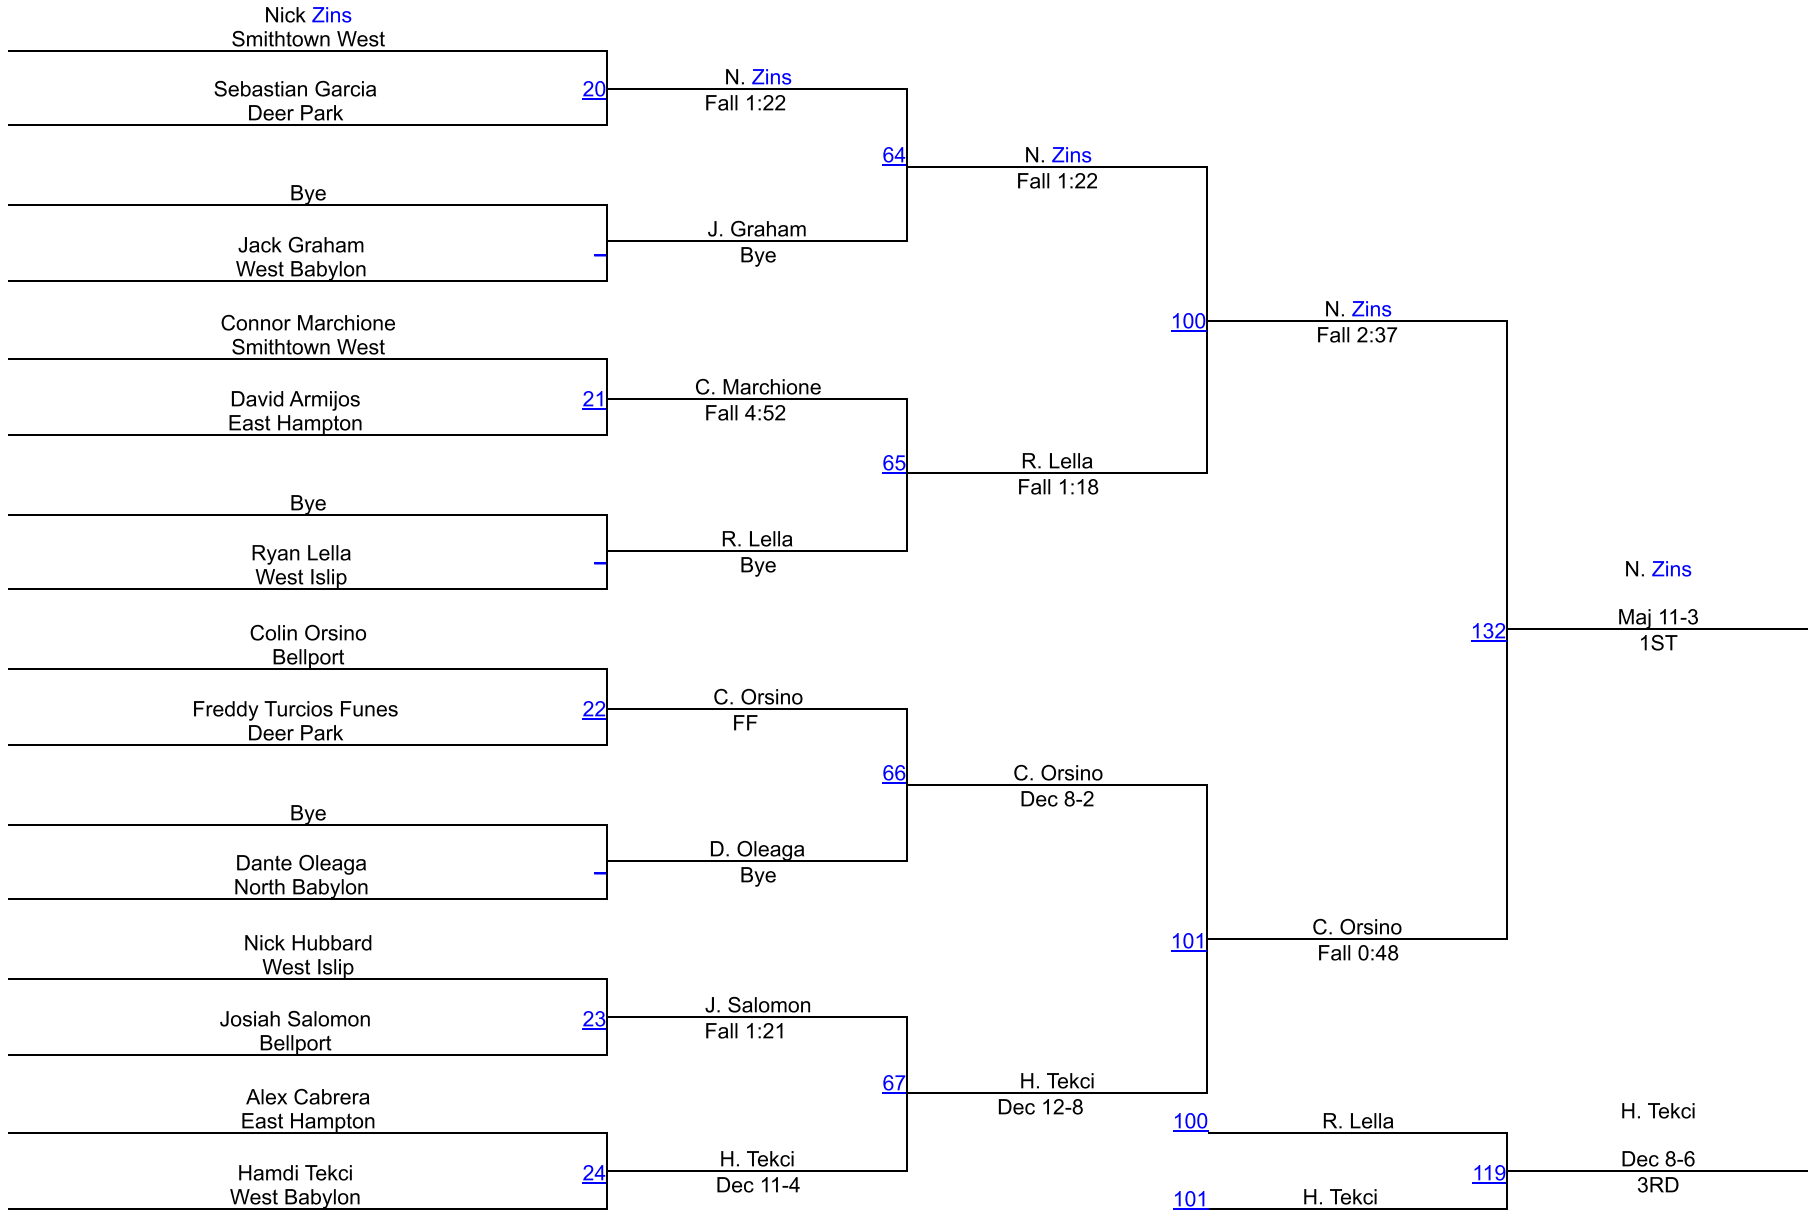 Nick Zins
Smithtown West
Sebastian Garcia
Deer Park
20
N. Zins
Fall 1:22
64
N. Zins
Fall 1:22
Bye
Jack Graham
West Babylon
J. Graham
Bye
100
N. Zins
Fall 2:37
Connor Marchione
Smithtown West
David Armijos
East Hampton
21
C. Marchione
Fall 4:52
65
R. Lella
Fall 1:18
Bye
Ryan Lella
West Islip
R. Lella
Bye
N. Zins
132
Maj 11-3
1ST
Colin Orsino
Bellport
Freddy Turcios Funes
Deer Park
22
C. Orsino
FF
66
C. Orsino
Dec 8-2
Bye
Dante Oleaga
North Babylon
D. Oleaga
Bye
101
C. Orsino
Fall 0:48
Nick Hubbard
West Islip
Josiah Salomon
Bellport
23
J. Salomon
Fall 1:21
67
H. Tekci
Dec 12-8
Alex Cabrera
East Hampton
Hamdi Tekci
West Babylon
24
H. Tekci
Dec 11-4
100
R. Lella
119
101
H. Tekci
H. Tekci
Dec 8-6
3RD